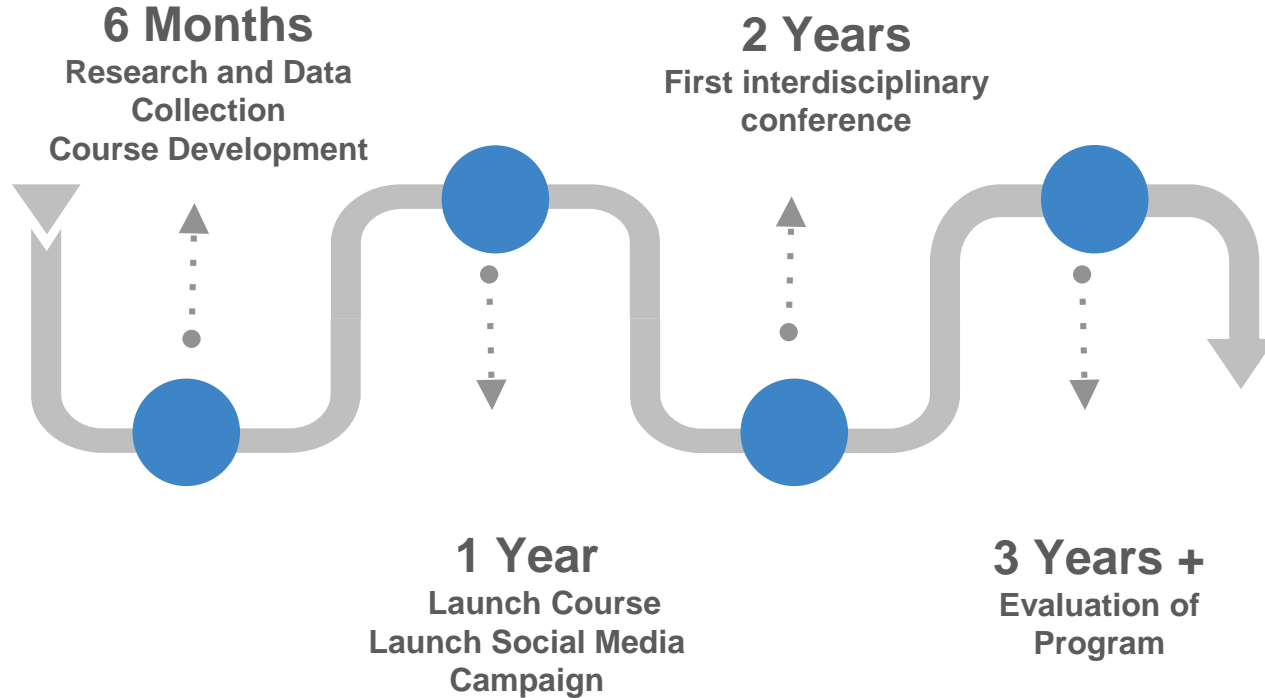 6 Months
Research and Data
Collection
Course Development
2 Years
First interdisciplinary
conference
1 Year
Launch Course
Launch Social Media
Campaign
3 Years +
Evaluation of
Program